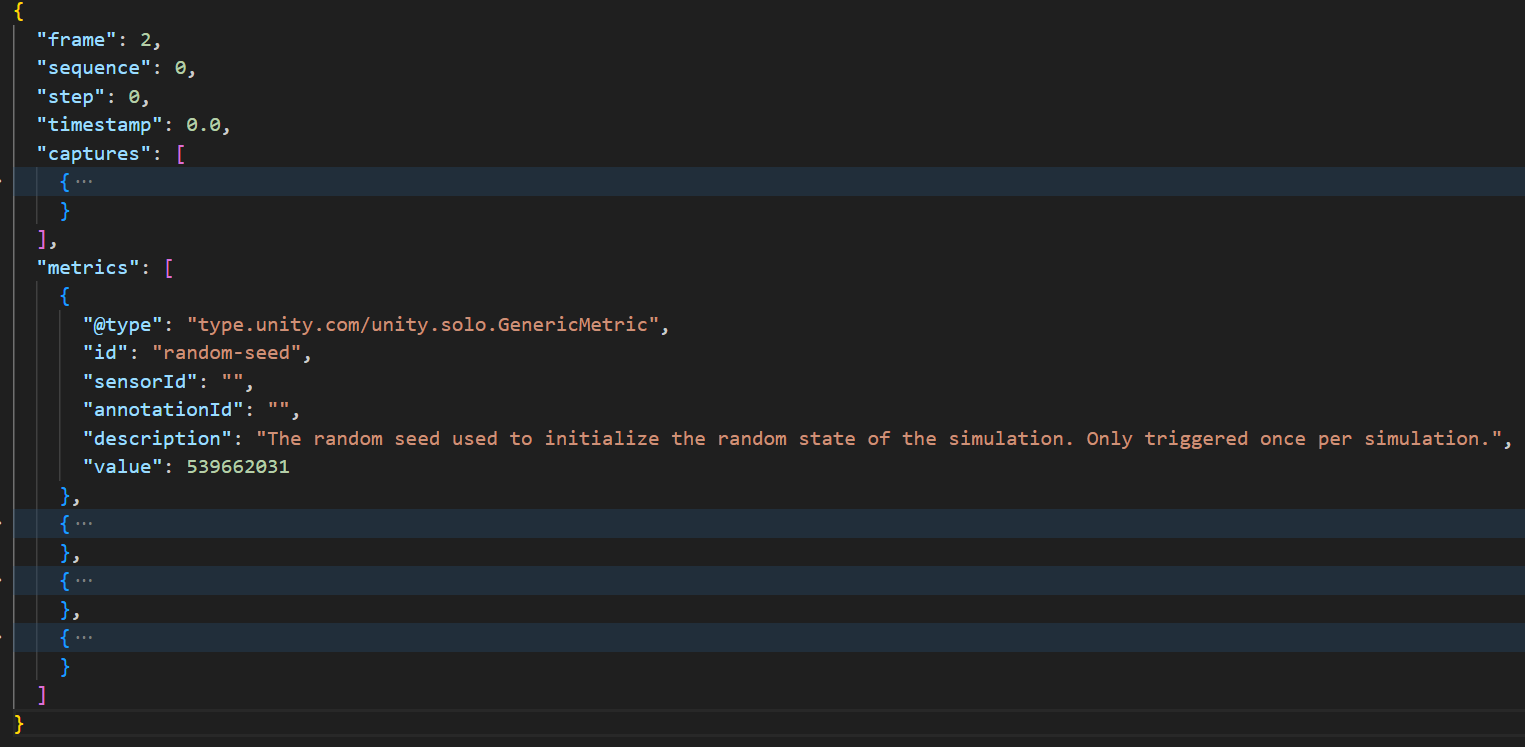 {
"frame": 2,
"sequence": 0,
"step": 0,
"timestamp": 0.0,
"captures": [
{ ···
}
],
"metrics": [
{
"@type": "type.unity.com/unity.solo.GenericMetric",
"id": "random-seed",
"sensorId": "",
"annotationId": "",
"description": "The random seed used to initialize the random state of the simulation. Only triggered once per simulation.",
"value": 539662031
},
{ ···
},
{ ···
},
{ ···
}
]
}